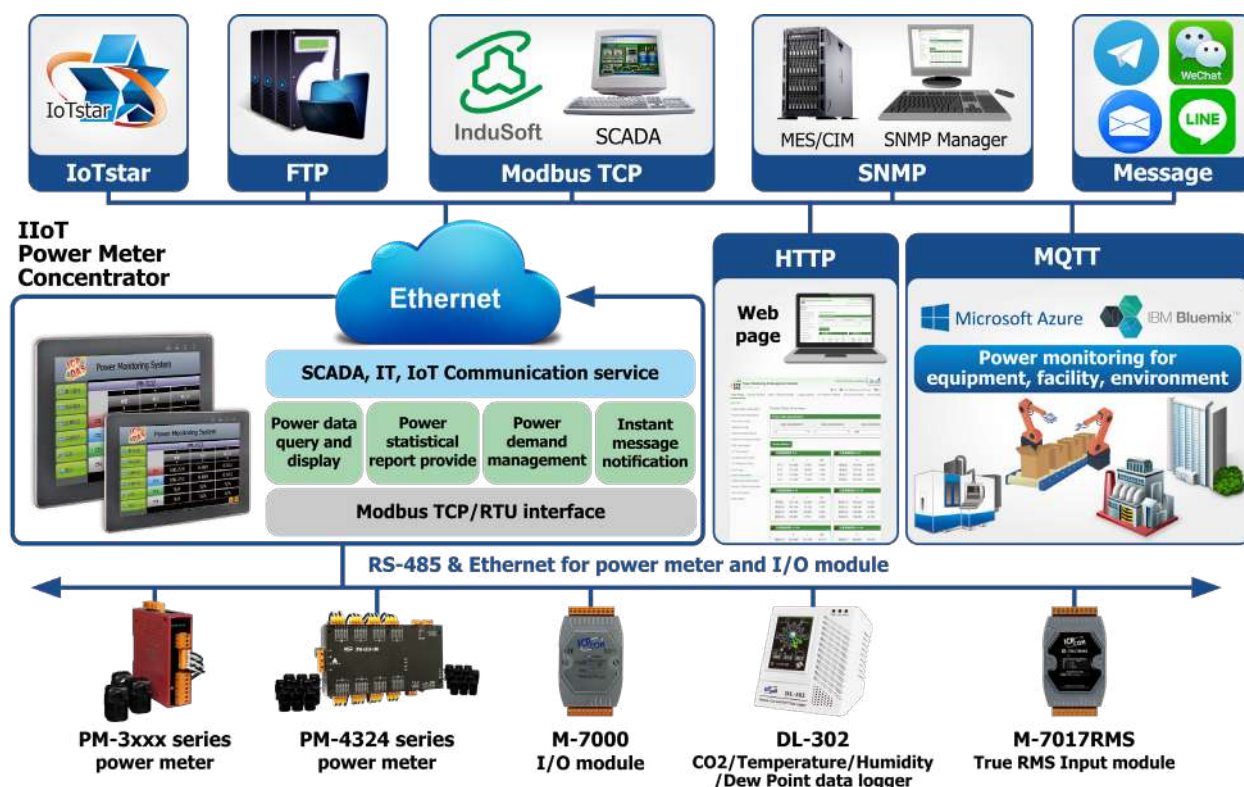 IoTstar
IoTstar
FTP
InduSoft
SCADA
Modbus TCP
MES/CIM
SNMP Manager
SNMP
WeChat
LINE
Message
IIoT
Power Meter
Concentrator
Ethernet
Power Monitoring System
Power Monitoring System
SCADA, IT, IoT Communication service
Power data
query and
display
Power
statistical
report provide
Power
demand
management
Instant
message
notification
Modbus TCP/RTU interface
HTTP
Web
page
MQTT
Microsoft Azure
IBM Bluemix™
Power monitoring for
equipment, facility, environment
RS-485 & Ethernet for power meter and I/O module
PM-3xxx series
power meter
PM-4324 series
power meter
M-7000
I/O module
DL-302
DL-302
CO2/Temperature/Humidity
/Dew Point data logger
M-7017RMS
True RMS Input module